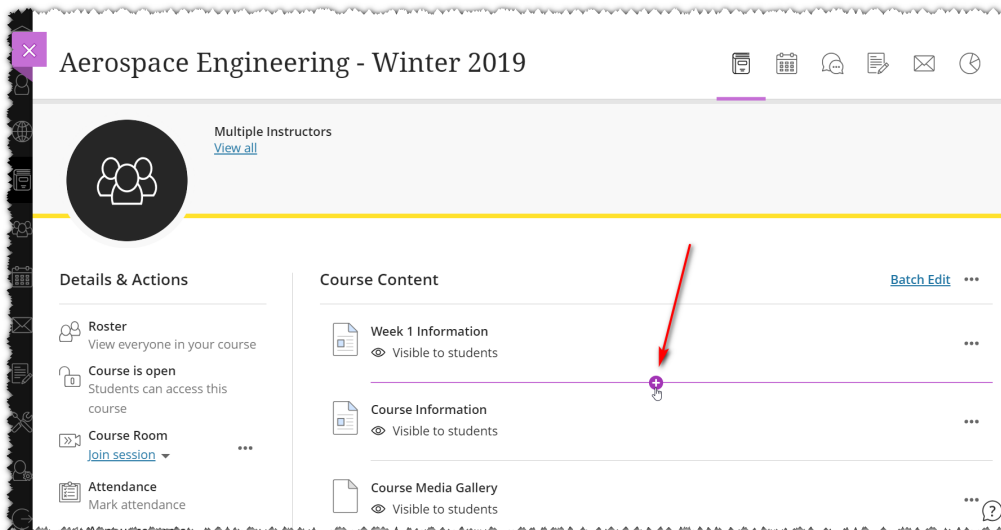 Aerospace Engineering - Winter 2019
Multiple Instructors
View all
Details & Actions
Roster
View everyone in your course
Course is open
Students can access this
course
Course Room
Join session
Attendance
Mark attendance
Course Content
Batch Edit
Week 1 Information
Visible to students
Course Information
Visible to students
Course Media Gallery
Visible to students
?